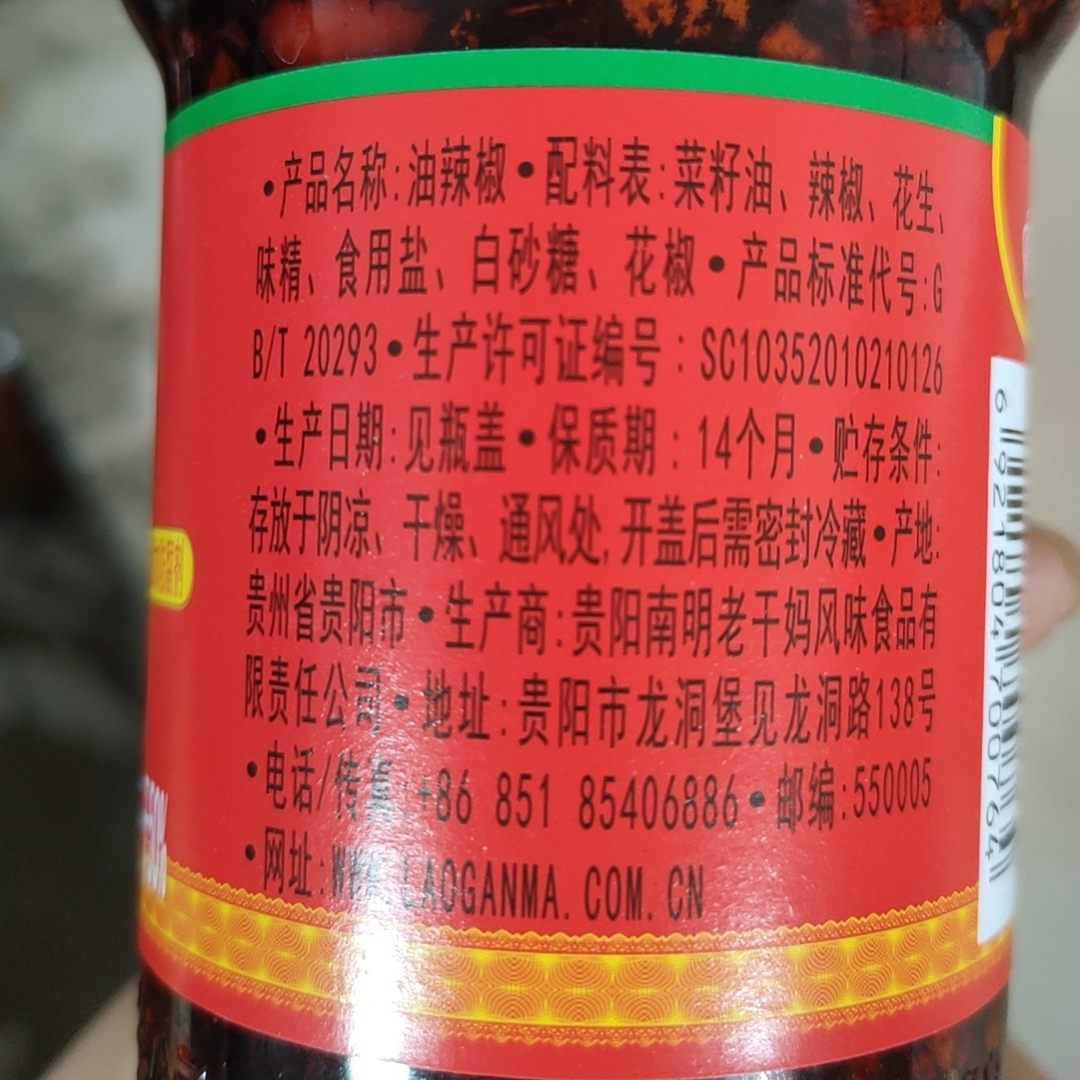 •产品名称:油辣椒•配料表:菜籽油、辣椒、花生、
味精、食用盐、白砂糖、花椒•产品标准代号:G
B/T 20293•生产许可证编号:SC10352010210126
•生产日期:见瓶盖•保质期:14个月•贮存条件:
存放于阴凉、干燥、通风处,开盖后需密封冷藏•产地:
贵州省贵阳市•生产商:贵阳南明老干妈风味食品有
限责任公司•地址:贵阳市龙洞堡见龙洞路138号
•电话/传真:+86 851 85406886•邮编:550005
•网址:WWW.LAOGANMA.COM.CN
6 921804 700764